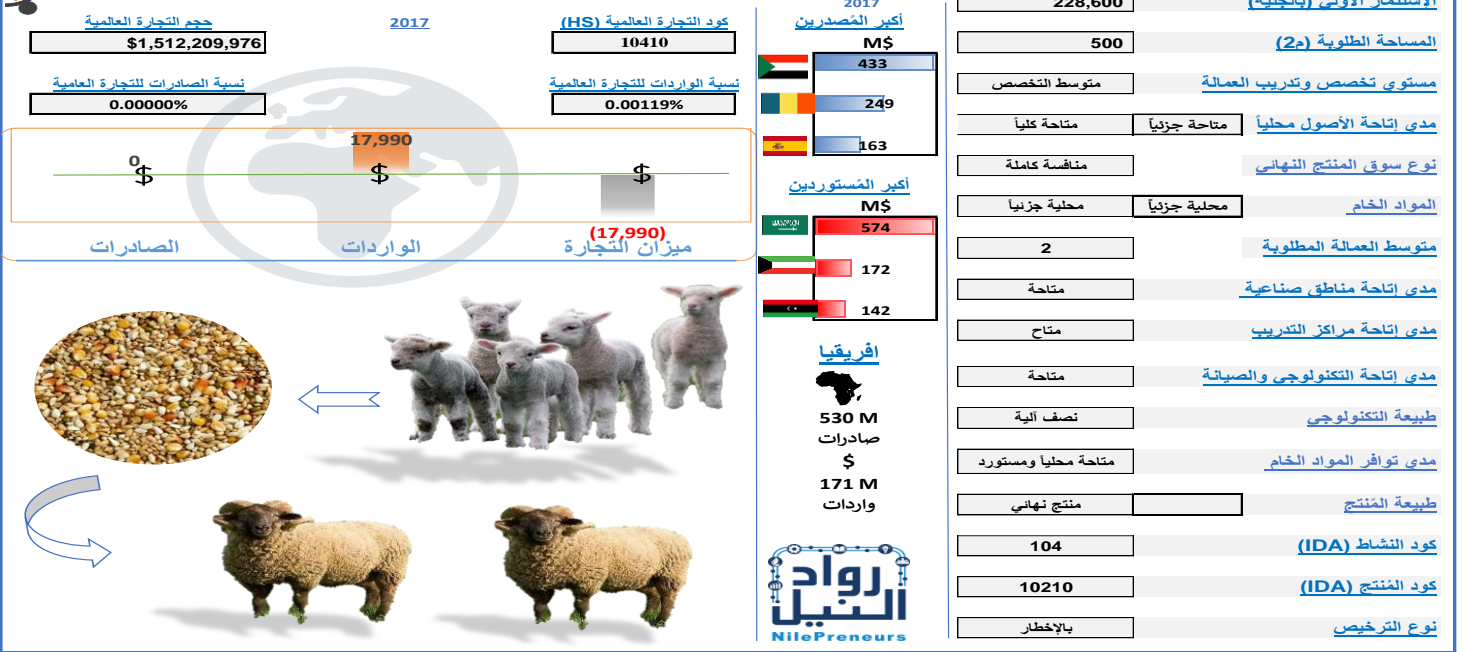 الاستثمار الأولي (بالجنيه) 228,600
المساحة الطلوبة (م2) 500
مستوي تخصص وتدريب العمالة متوسط التخصص
مدي إتاحة الأصول محلياً متاحة جزئياً متاحة كلياً
نوع سوق المنتج النهائي منافسة كاملة
المواد الخام محلية جزئياً محلية جزئياً
متوسط العمالة المطلوبة 2
مدي إتاحة مناطق صناعية متاحة
مدي إتاحة مراكز التدريب متاح
مدي إتاحة التكنولوجي والصيانة متاحة
طبيعة التكنولوجي نصف آلية
مدي توافر المواد الخام متاحة محلياً ومستورد
طبيعة المُنتج منتج نهائي
كود النشاط (IDA) 104
كود المُنتج (IDA) 10210
نوع الترخيص بالإخطار
2017
أكبر المُصدرين
M$
433
249
163
أكبر المُستوردين
M$
574
172
142
افريقيا
530 M
صادرات
$
171 M
واردات
رواد
النيل
NilePreneurs
كود التجارة العالمية (HS) 2017 حجم التجارة العالمية
10410 $1,512,209,976
نسبة الواردات للتجارة العالمية نسبة الصادرات للتجارة العامية
0.00119% 0.00000%
17,990
0
$ $ $
(17,990)
ميزان التجارة الواردات الصادرات